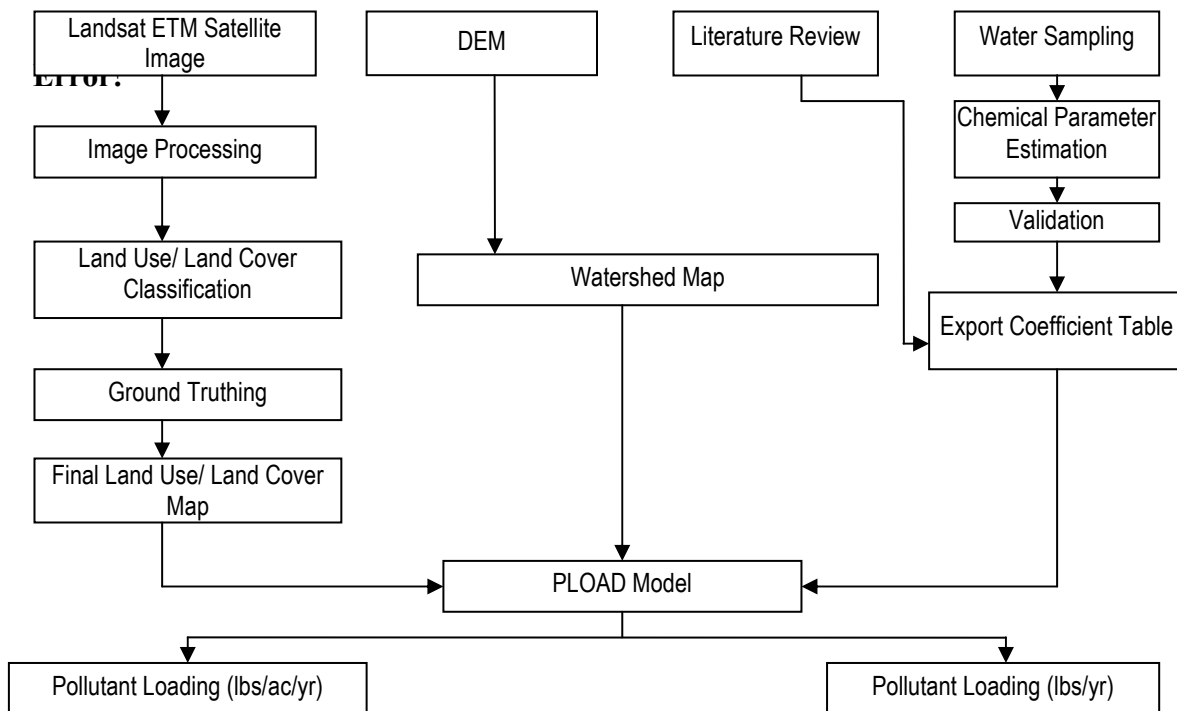 Landsat ETM Satellite
Image
DEM
Literature Review
Water Sampling
Error!
Image Processing
Chemical Parameter
Estimation
Validation
Land Use/ Land Cover
Classification
Watershed Map
Export Coefficient Table
Ground Truthing
Final Land Use/ Land Cover
Map
PLOAD Model
Pollutant Loading (lbs/ac/yr)
Pollutant Loading (lbs/yr)